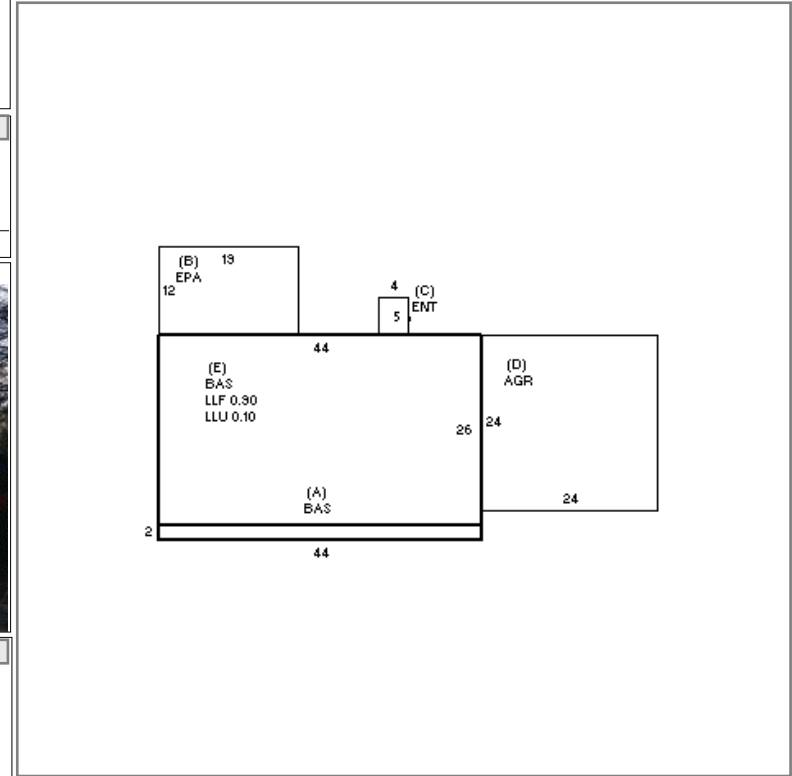 (B) 19
EPA
12
4
(C)
ENT
5
44
(E)
BAS
LLF 0.90
LLU 0.10
(D)
AGR
26
24
24
(A)
BAS
2
44